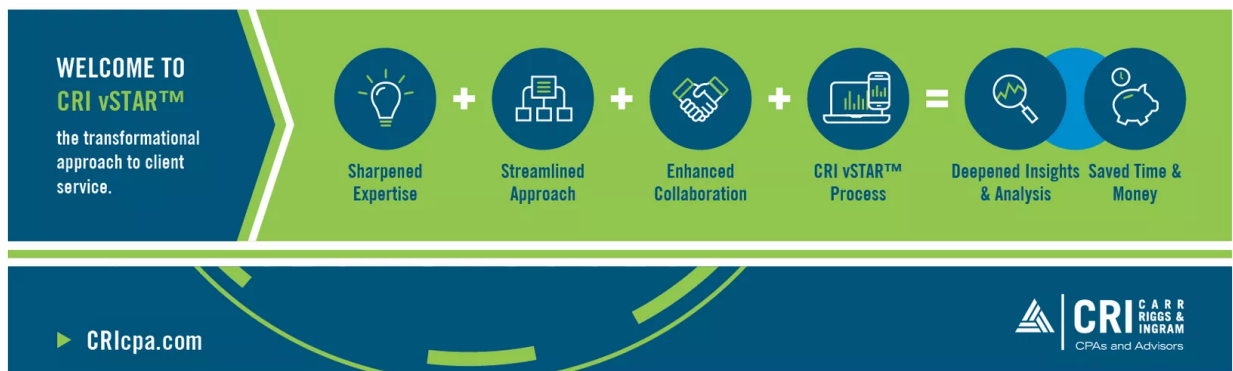 WELCOME TO
CRI vSTAR™
the transformational
approach to client
service.
Sharpened
Expertise
Streamlined
Approach
Enhanced
Collaboration
CRI vSTAR™
Process
Deepened Insights
& Analysis
Saved Time &
Money
CRIcpa.com
CRI
CARR
RIGGS &
INGRAM
CPAs and Advisors